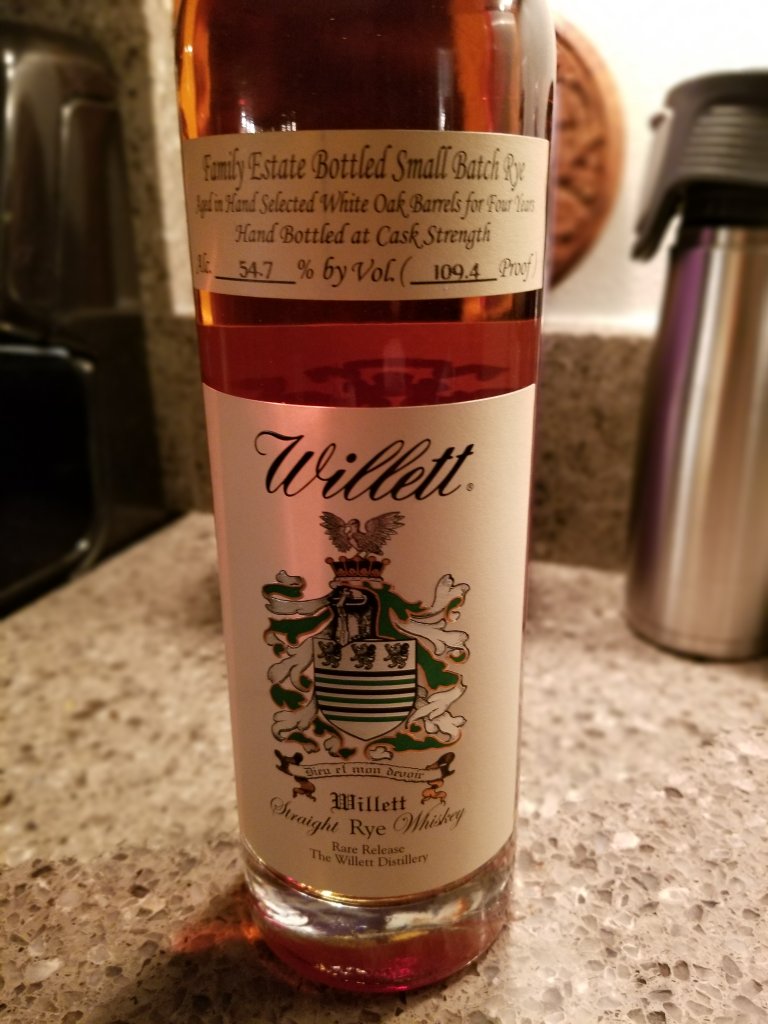 Family Estate Bottled Small Batch Rye
Aged in Hand Selected White Oak Barrels for Four Years
Hand Bottled at Cask Strength
Alc. 54.7 % by Vol. ( 109.4 Proof )
Willett®
Dieu et mon devoir
Willett
Straight Rye Whiskey
Rare Release
The Willett Distillery